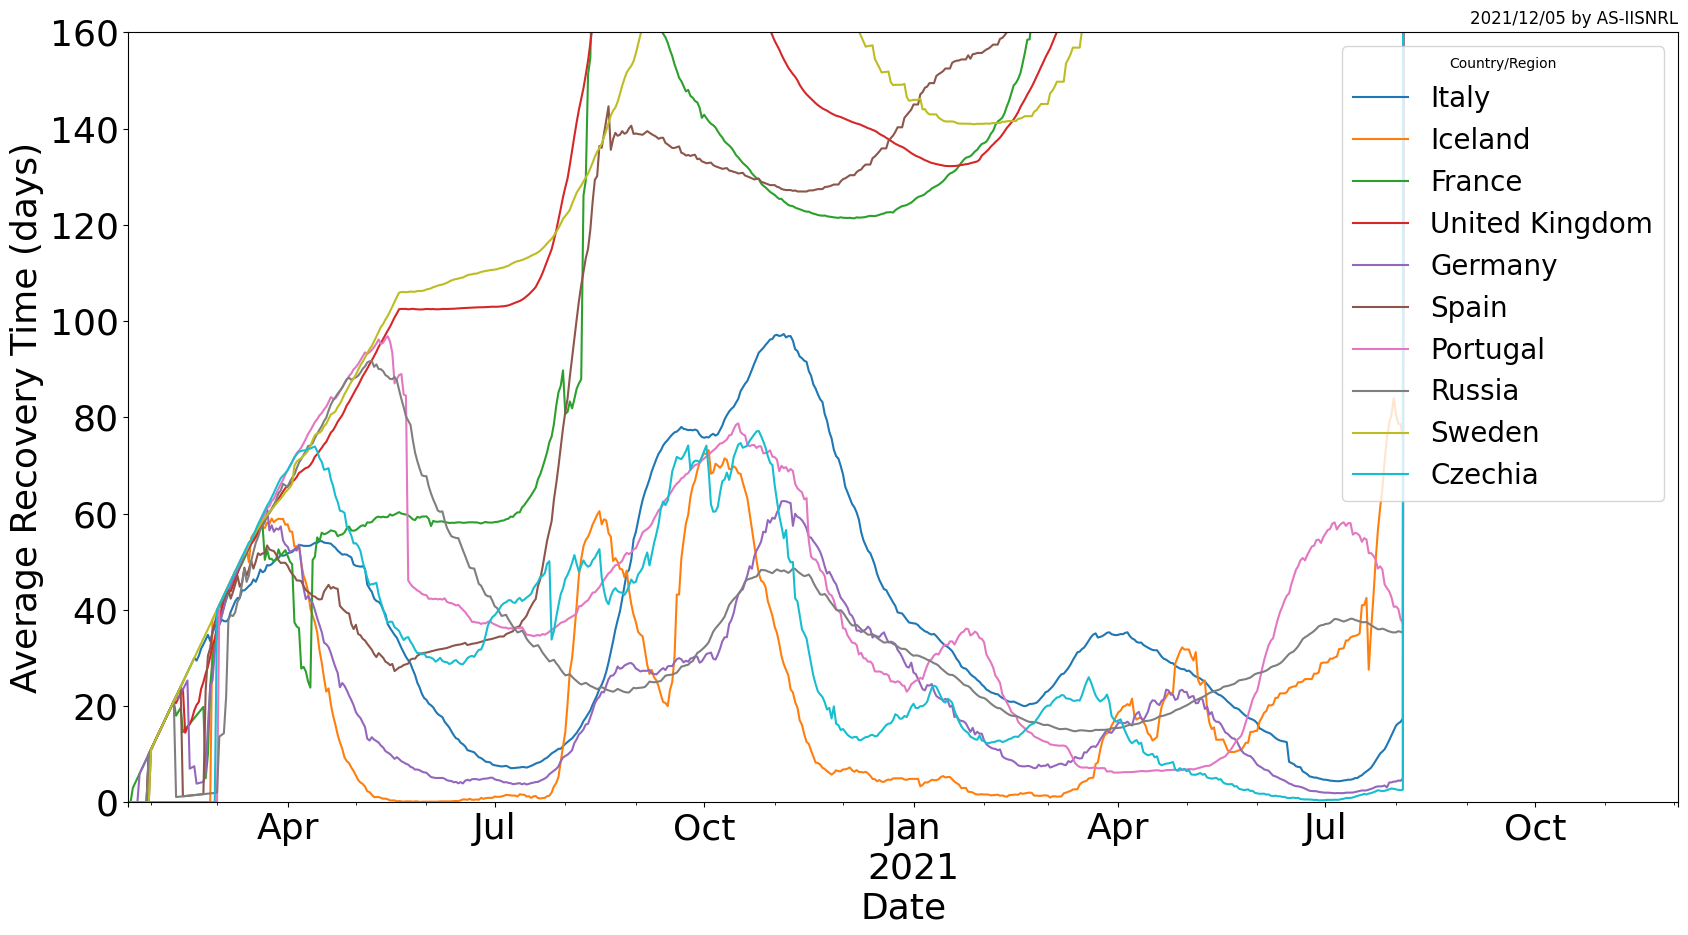 2021/12/05 by AS-IISNRL
160
140
120
100
80
60
40
20
0
Average Recovery Time (days)
Country/Region
Italy
Iceland
France
United Kingdom
Germany
Spain
Portugal
Russia
Sweden
Czechia
Apr Jul Oct Jan Apr Jul Oct
2021
Date